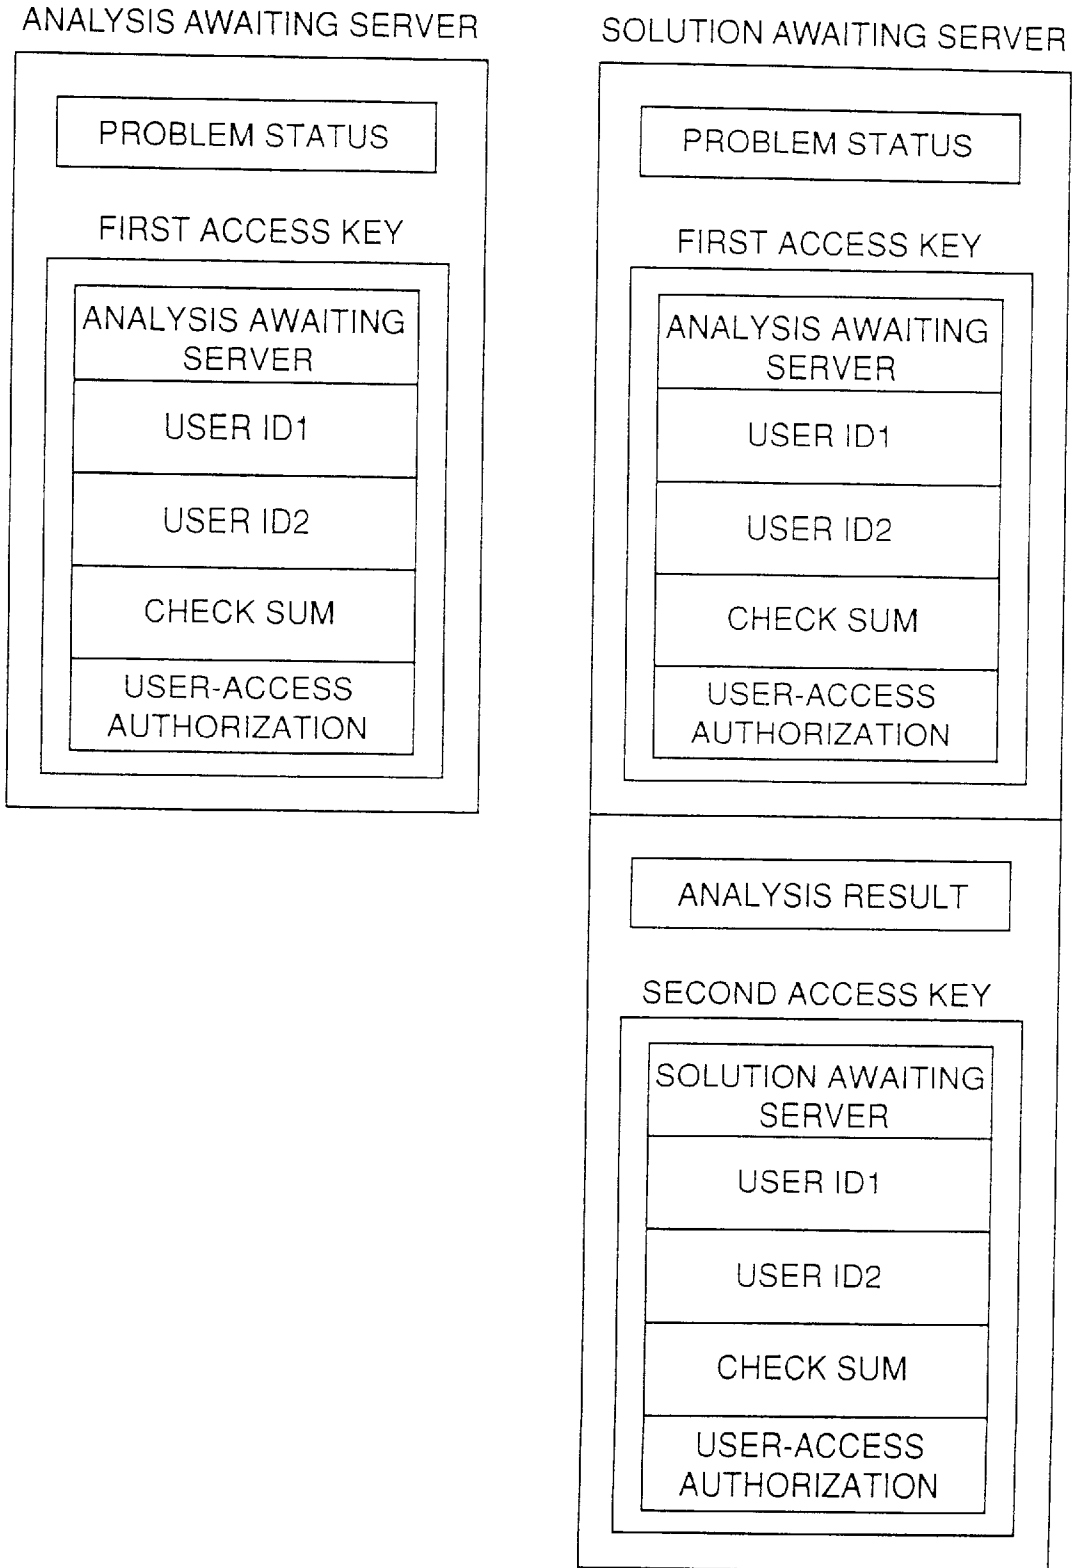 ANALYSIS AWAITING SERVER
PROBLEM STATUS
FIRST ACCESS KEY
ANALYSIS AWAITING
SERVER
USER ID1
USER ID2
CHECK SUM
USER-ACCESS
AUTHORIZATION
SOLUTION AWAITING SERVER
PROBLEM STATUS
FIRST ACCESS KEY
ANALYSIS AWAITING
SERVER
USER ID1
USER ID2
CHECK SUM
USER-ACCESS
AUTHORIZATION
ANALYSIS RESULT
SECOND ACCESS KEY
SOLUTION AWAITING
SERVER
USER ID1
USER ID2
CHECK SUM
USER-ACCESS
AUTHORIZATION